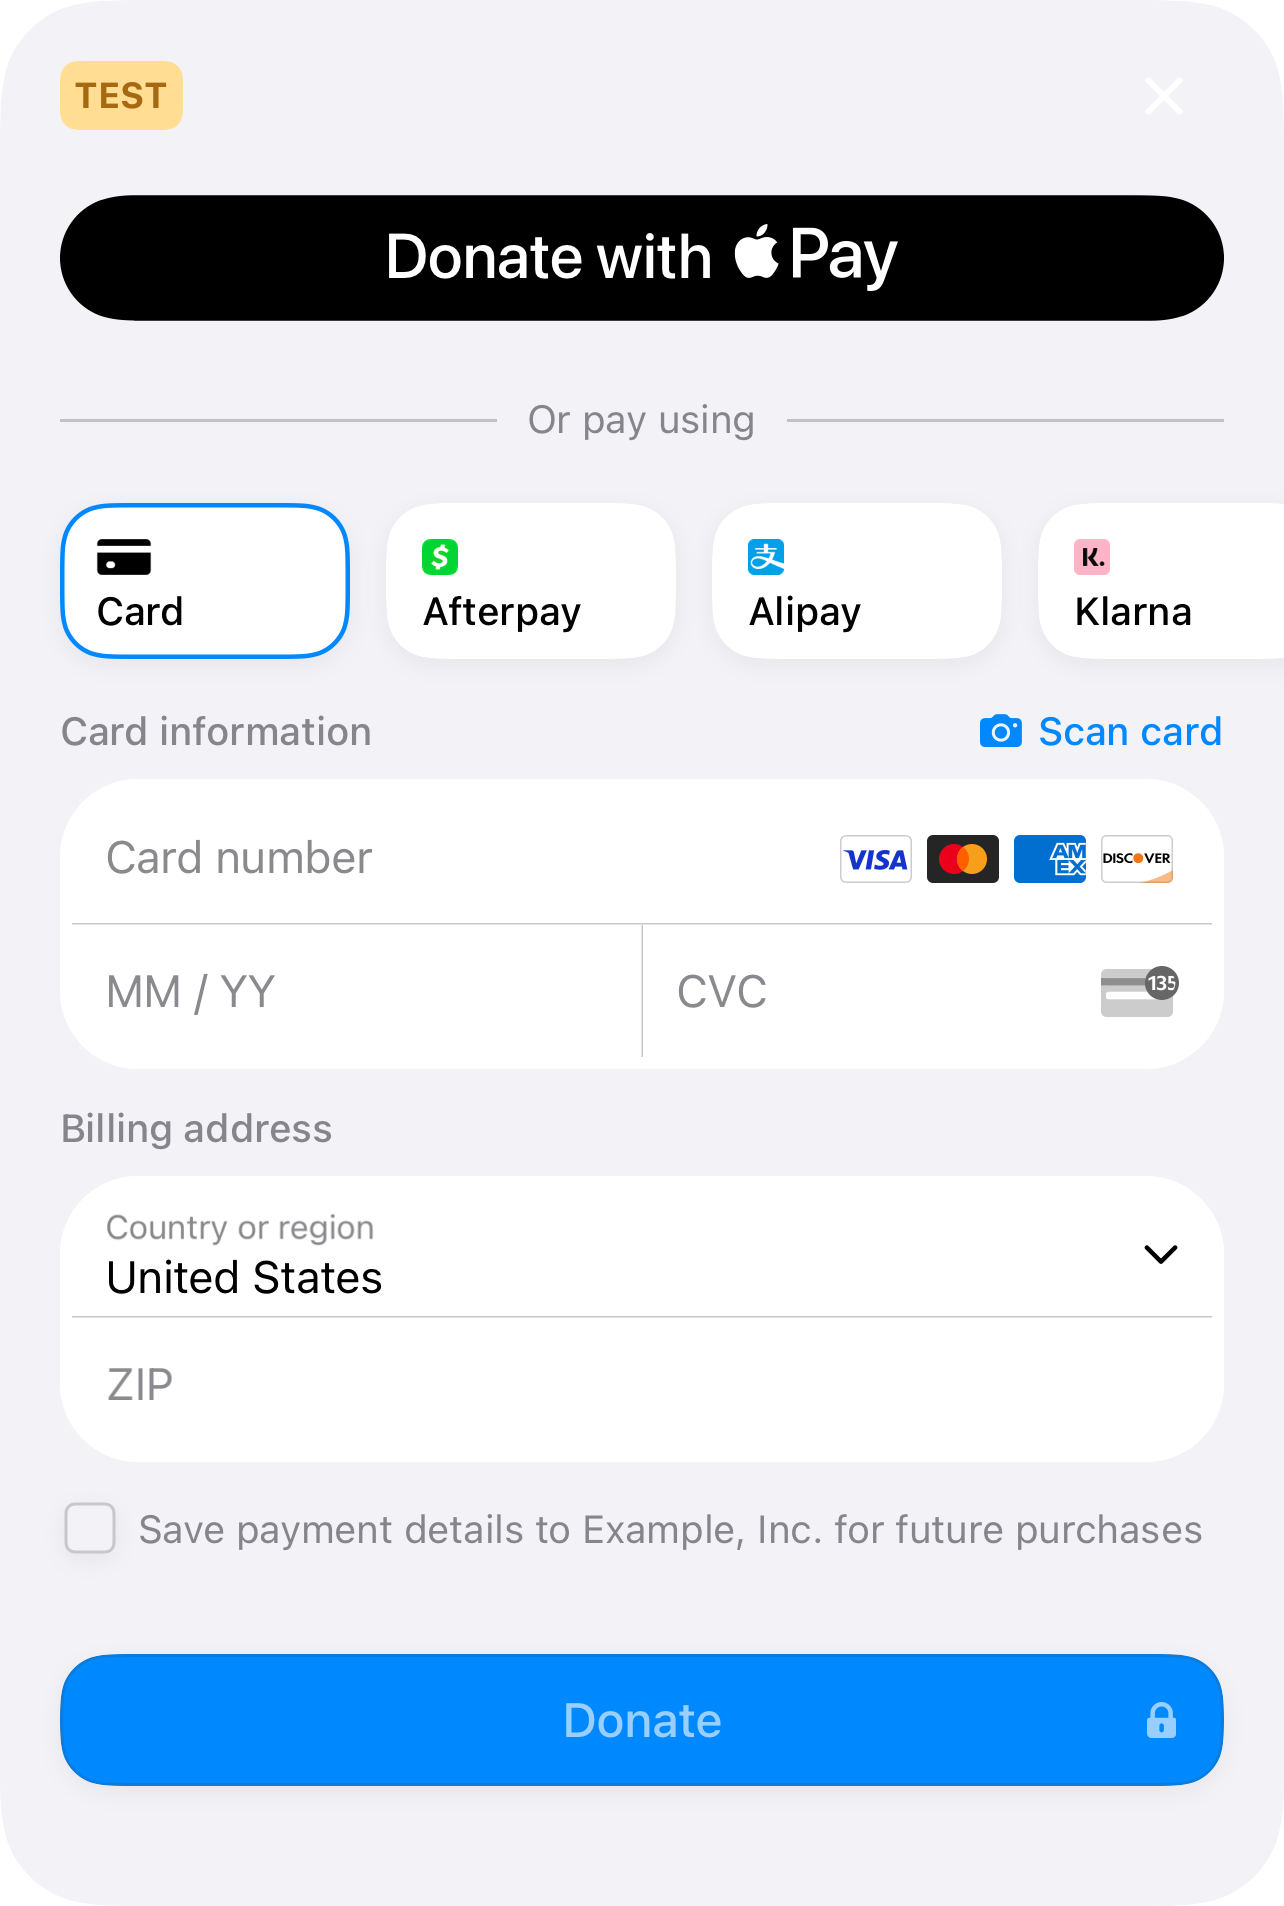 TEST
Donate with Pay
Or pay using
Card
Afterpay
Alipay
Klarna
Card information
Scan card
Card number
VISA
AM
EX
DISCOVER
MM / YY
CVC
135
Billing address
Country or region
United States
ZIP
Save payment details to Example, Inc. for future purchases
Donate